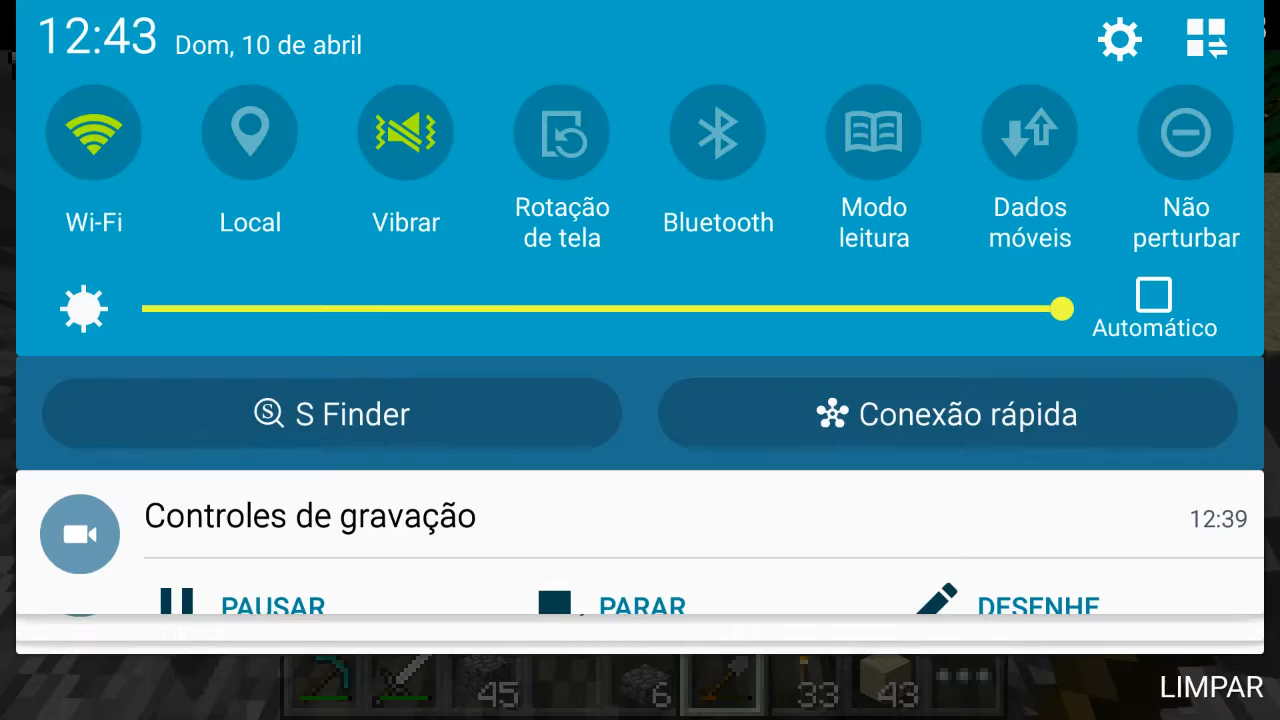 12:43 Dom, 10 de abril
Wi-Fi
Local
Vibrar
Rotação
de tela
Bluetooth
Modo
leitura
Dados
móveis
Não
perturbar
Automático
S Finder
Conexão rápida
Controles de gravação
12:39
PAUSAR
PARAR
DESENHE
45
6
33
43
LIMPAR